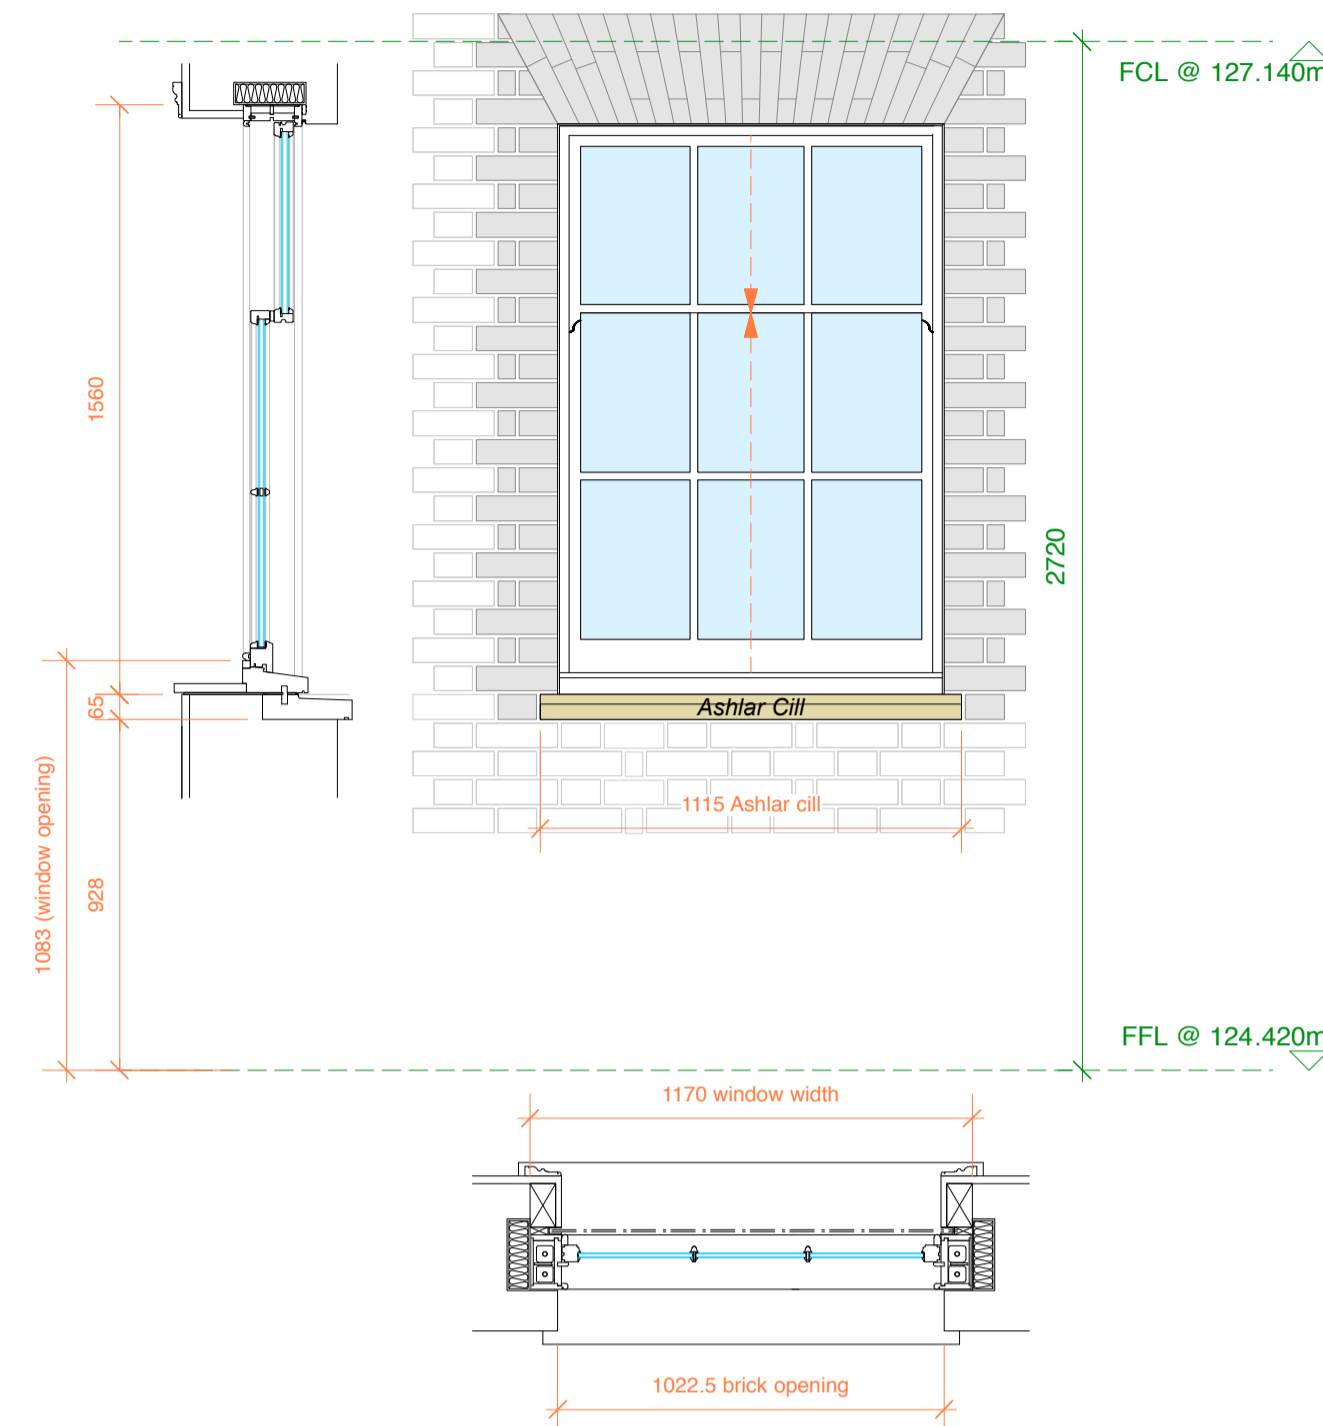 FCL @ 127.140m
1560
2720
65
Ashlar Cill
1083 (window opening)
1115 Ashlar cill
928
FFL @ 124.420m
1170 window width
1022.5 brick opening